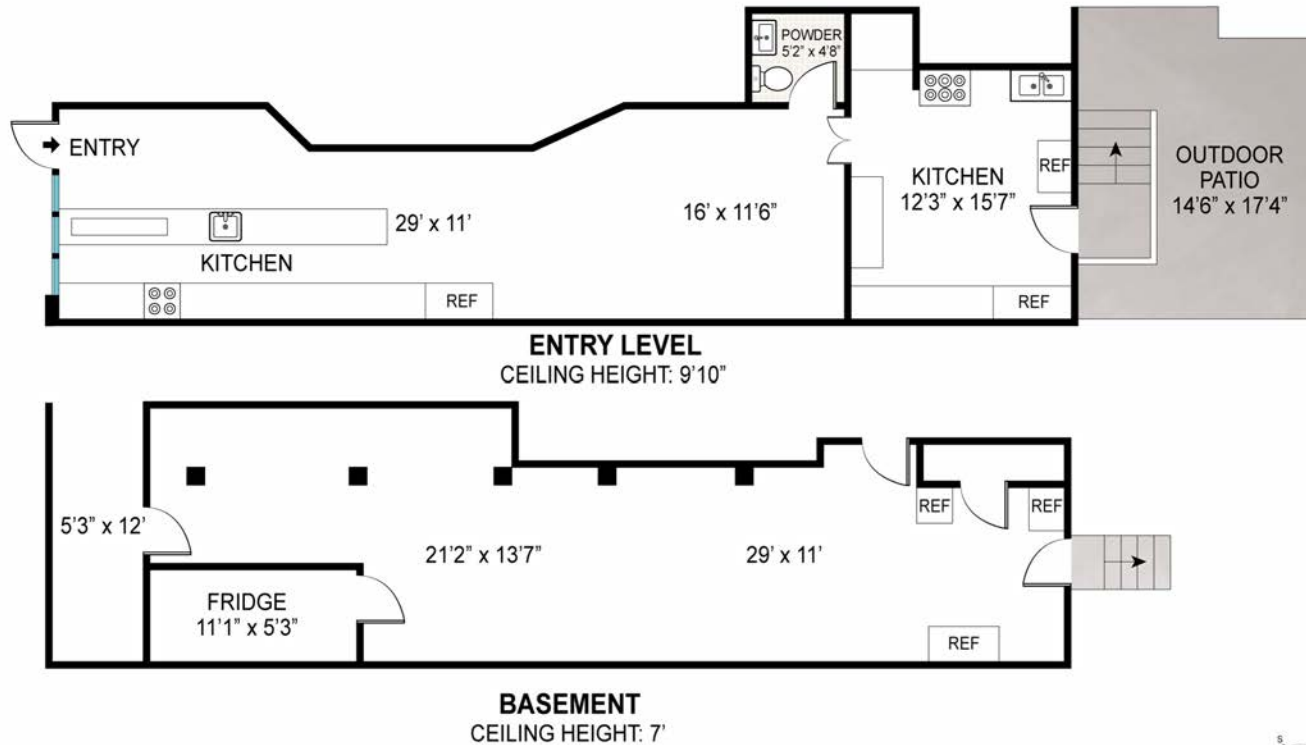 POWDER
5'2" x 4'8"
ENTRY
KITCHEN
12'3" x 15'7"
REF
OUTDOOR
PATIO
14'6" x 17'4"
29' x 11'
16' x 11'6"
KITCHEN
REF
REF
ENTRY LEVEL
CEILING HEIGHT: 9'10"
REF
REF
5'3" x 12'
21'2" x 13'7"
29' x 11'
FRIDGE
11'1" x 5'3"
REF
BASEMENT
CEILING HEIGHT: 7'
S